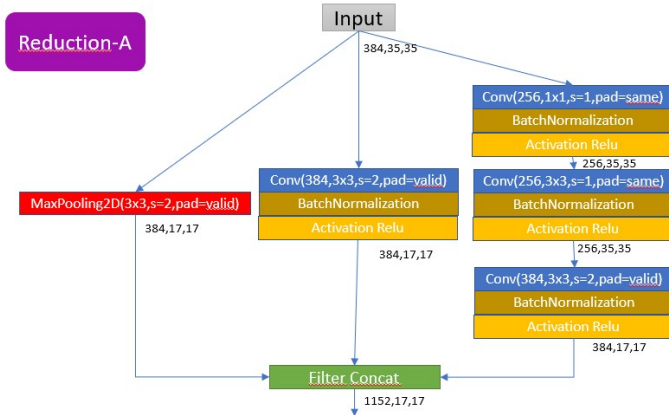 Reduction-A
Input
384,35,35
Conv(256,1x1,s=1,pad=same)
BatchNormalization
Activation Relu
256,35,35
MaxPooling2D(3x3,s=2,pad=valid)
384,17,17
Conv(384,3x3,s=2,pad=valid)
BatchNormalization
Activation Relu
384,17,17
Conv(256,3x3,s=1,pad=same)
BatchNormalization
Activation Relu
256,35,35
Conv(384,3x3,s=2,pad=valid)
BatchNormalization
Activation Relu
384,17,17
Filter Concat
1152,17,17